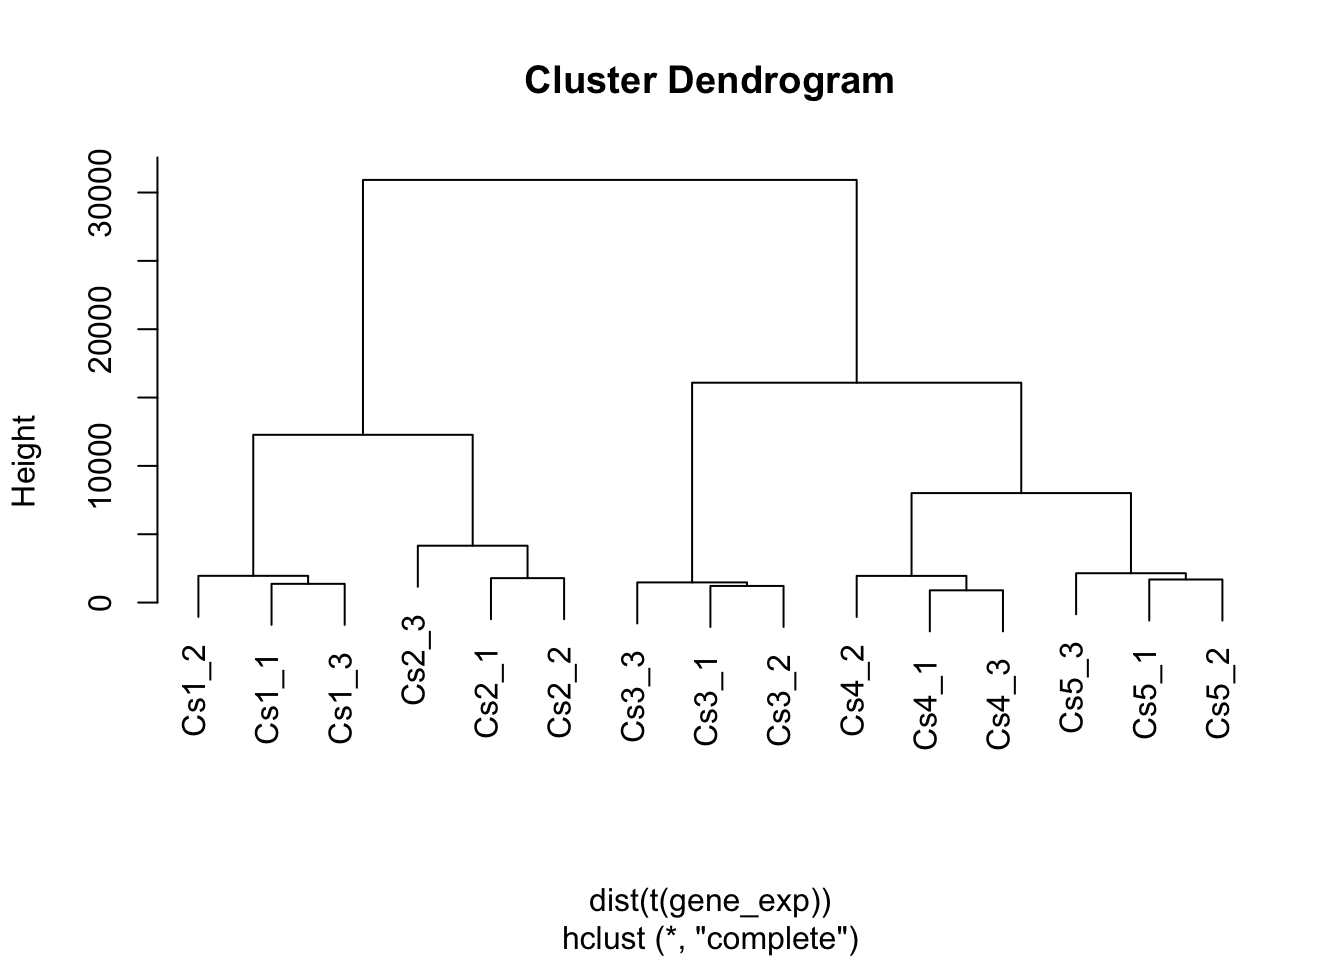 Cluster Dendrogram
Height
30000
20000
10000
0
Cs1_2
Cs1_1
Cs1_3
Cs2_3
Cs2_1
Cs2_2
Cs3_3
Cs3_1
Cs3_2
Cs4_2
Cs4_1
Cs4_3
Cs5_3
Cs5_1
Cs5_2
dist(t(gene_exp))
hclust (*, "complete")